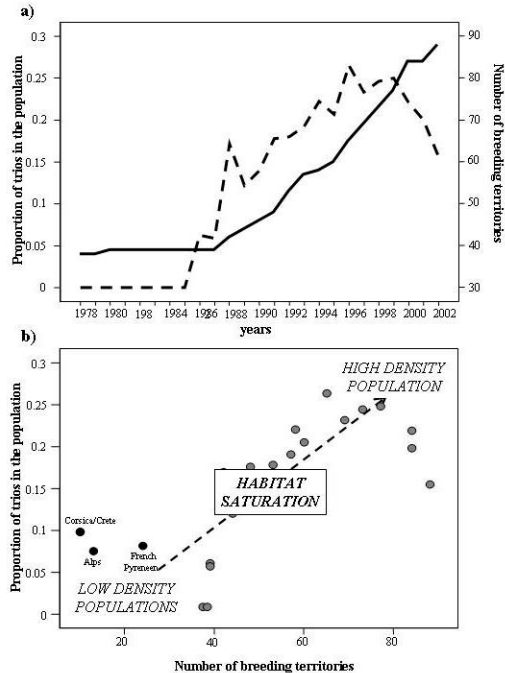 a)
Proportion of trios in the population
0.3
0.25
0.2
0.15
0.1
0.05
0
90
80
70
60
50
40
30
Number of breeding territories
1978 1980 198 1984 1986 1988 1990 1992 1994 1996 1998 2000 2002
years
b)
Proportion of trios in the population
0.3
0.25
0.2
0.15
0.1
0.05
0
HIGH DENSITY
POPULATION
HABITAT
SATURATION
Corsica/Crete
Alps
French
Pyreneen
LOW DENSITY
POPULATIONS
20 40 60 80
Number of breeding territories